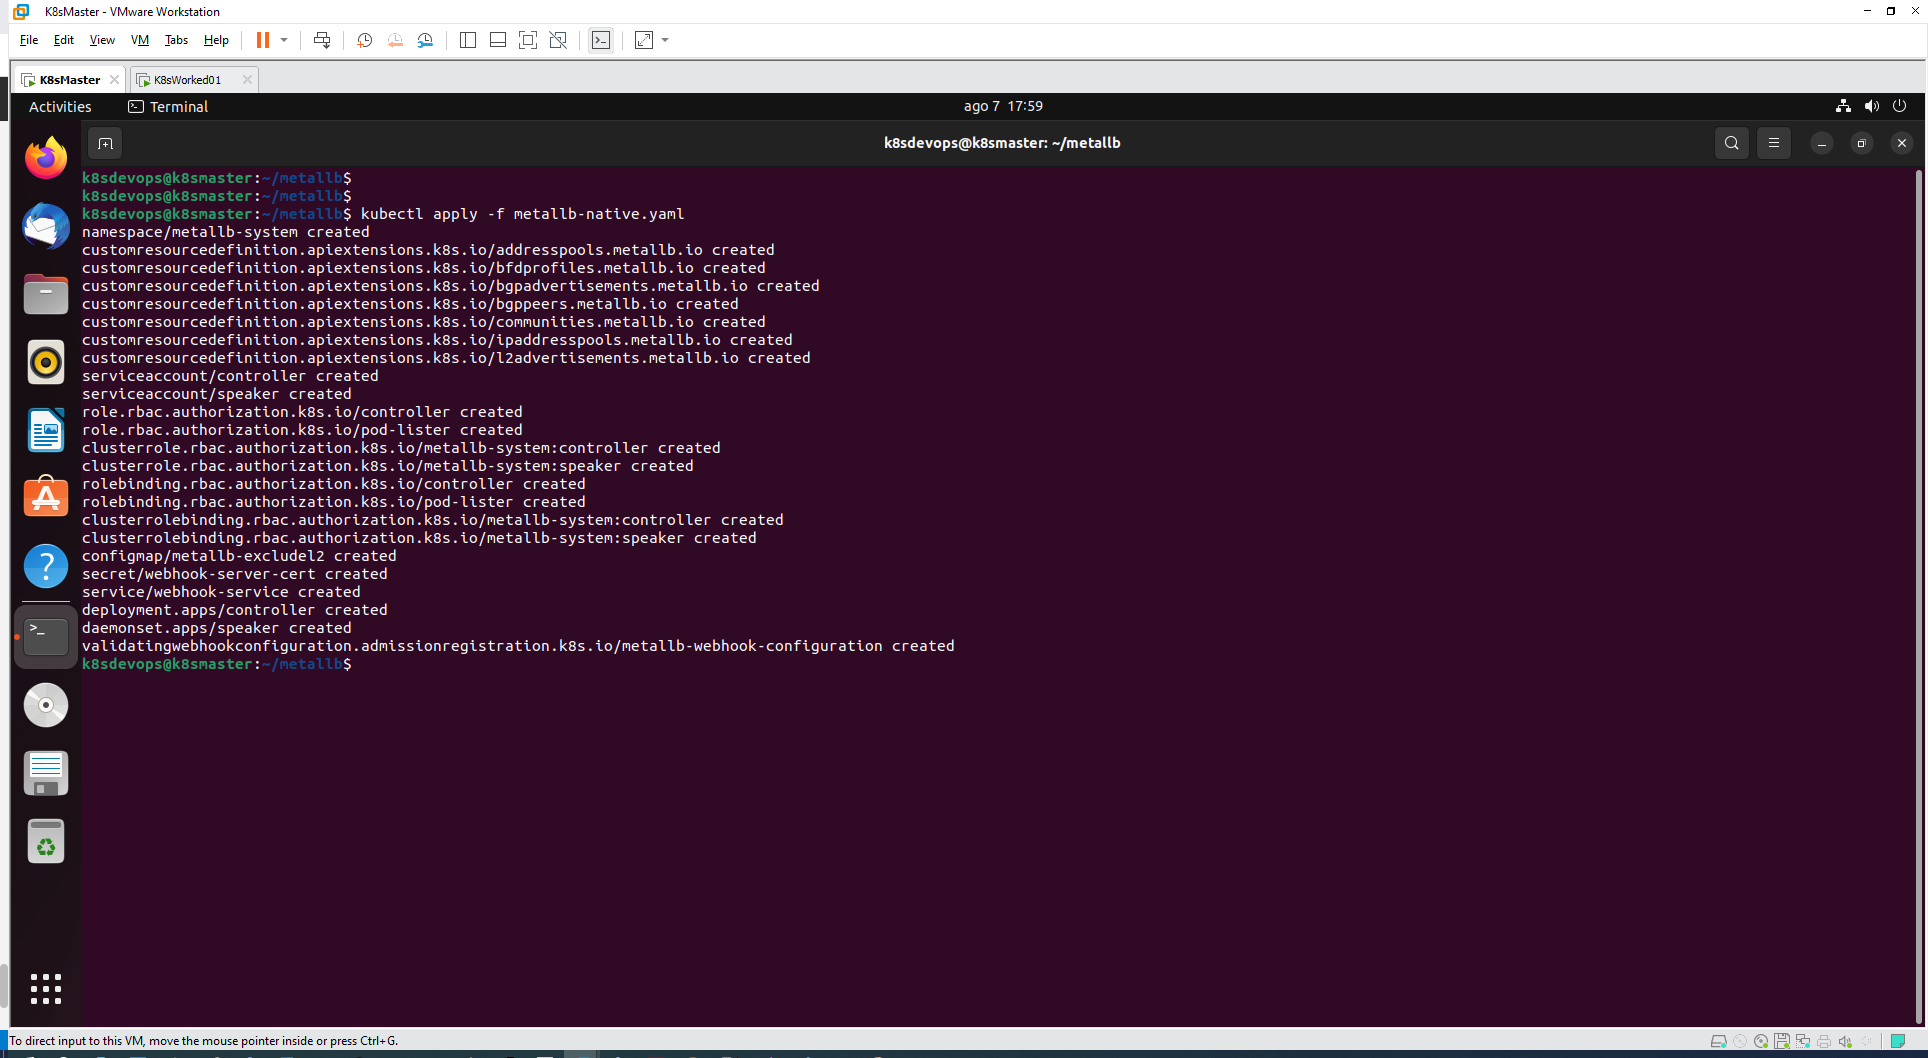 K8sMaster - VMware Workstation
File Edit View VM Tabs Help
K8sMaster K8sWorked01
Activities Terminal ago 7 17:59
k8sdevops@k8smaster: ~/metallb
k8sdevops@k8smaster:~/metallb$
k8sdevops@k8smaster:~/metallb$
k8sdevops@k8smaster:~/metallb$ kubectl apply -f metallb-native.yaml
namespace/metallb-system created
customresourcedefinition.apiextensions.k8s.io/addresspools.metallb.io created
customresourcedefinition.apiextensions.k8s.io/bfdprofiles.metallb.io created
customresourcedefinition.apiextensions.k8s.io/bgpadvertisements.metallb.io created
customresourcedefinition.apiextensions.k8s.io/bgppeers.metallb.io created
customresourcedefinition.apiextensions.k8s.io/communities.metallb.io created
customresourcedefinition.apiextensions.k8s.io/ipaddresspools.metallb.io created
customresourcedefinition.apiextensions.k8s.io/l2advertisements.metallb.io created
serviceaccount/controller created
serviceaccount/speaker created
role.rbac.authorization.k8s.io/controller created
role.rbac.authorization.k8s.io/pod-lister created
clusterrole.rbac.authorization.k8s.io/metallb-system:controller created
clusterrole.rbac.authorization.k8s.io/metallb-system:speaker created
rolebinding.rbac.authorization.k8s.io/controller created
rolebinding.rbac.authorization.k8s.io/pod-lister created
clusterrolebinding.rbac.authorization.k8s.io/metallb-system:controller created
clusterrolebinding.rbac.authorization.k8s.io/metallb-system:speaker created
configmap/metallb-excludel2 created
secret/webhook-server-cert created
service/webhook-service created
deployment.apps/controller created
daemonset.apps/speaker created
validatingwebhookconfiguration.admissionregistration.k8s.io/metallb-webhook-configuration created
k8sdevops@k8smaster:~/metallb$
To direct input to this VM, move the mouse pointer inside or press Ctrl+G.